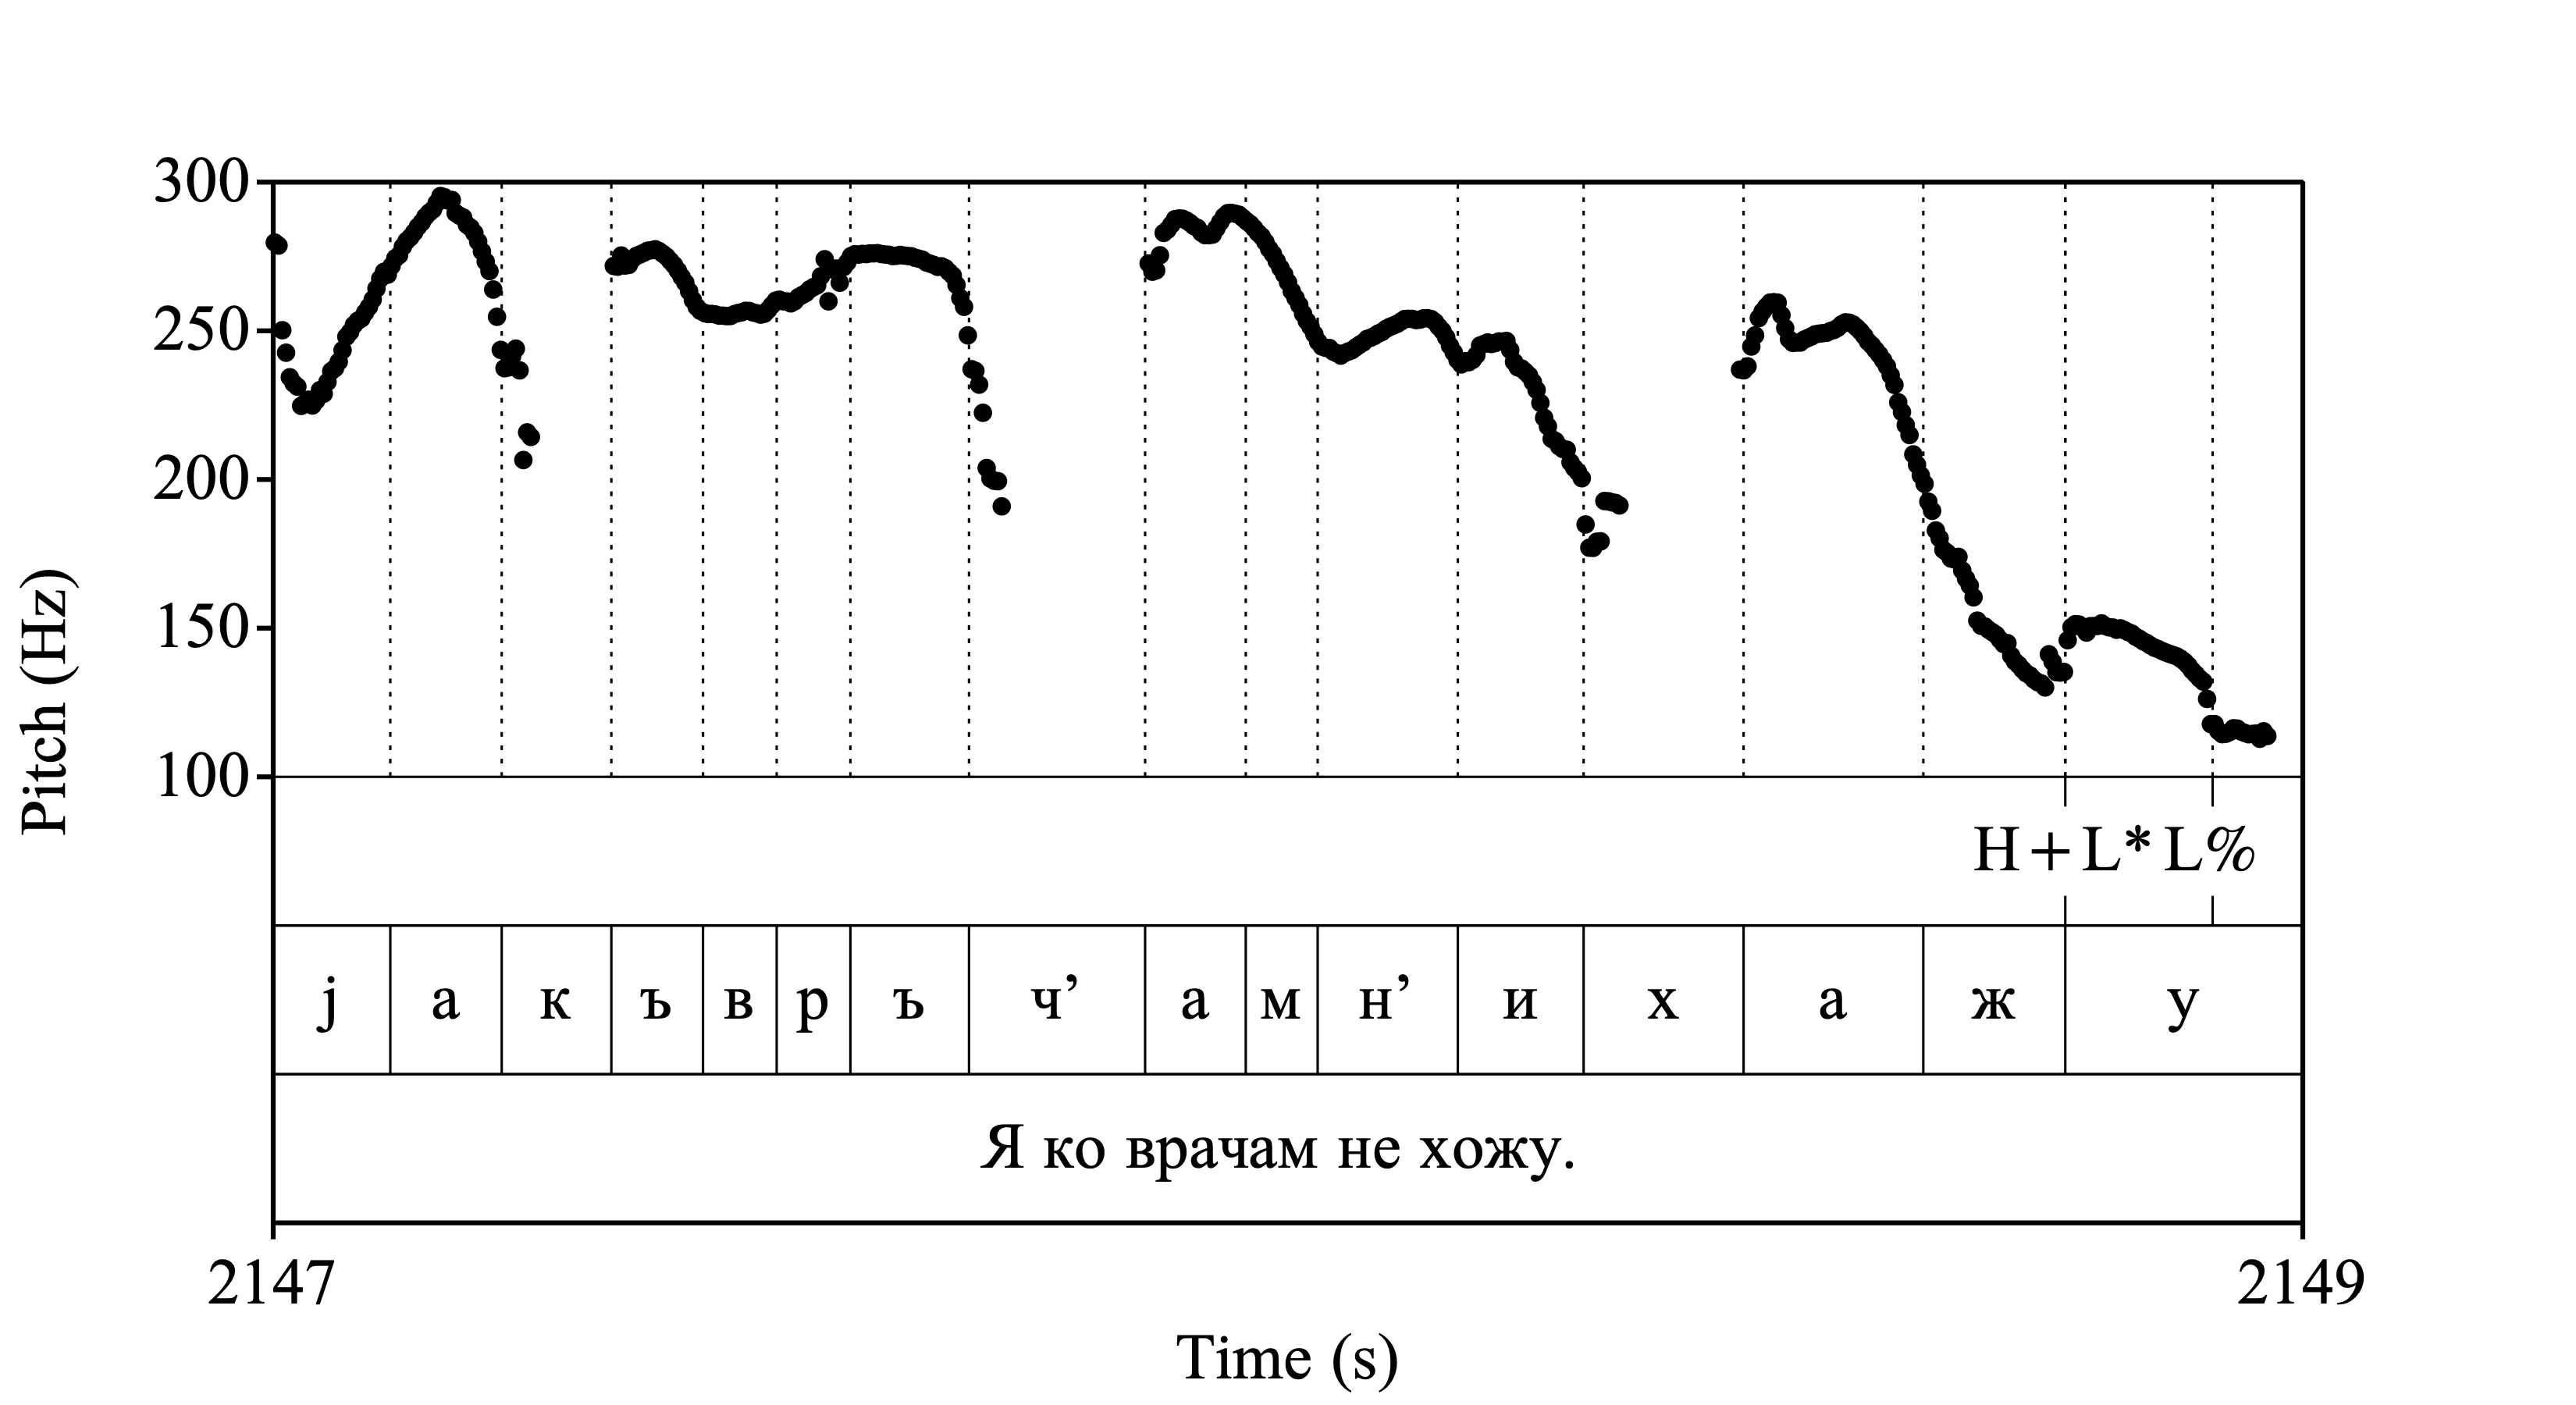 300
250
200
150
100
Pitch (Hz)
H+L* L%
j а к ъ в р ъ ч’ а м н’ и х а ж у
Я ко врачам не хожу.
2147 2149
Time (s)